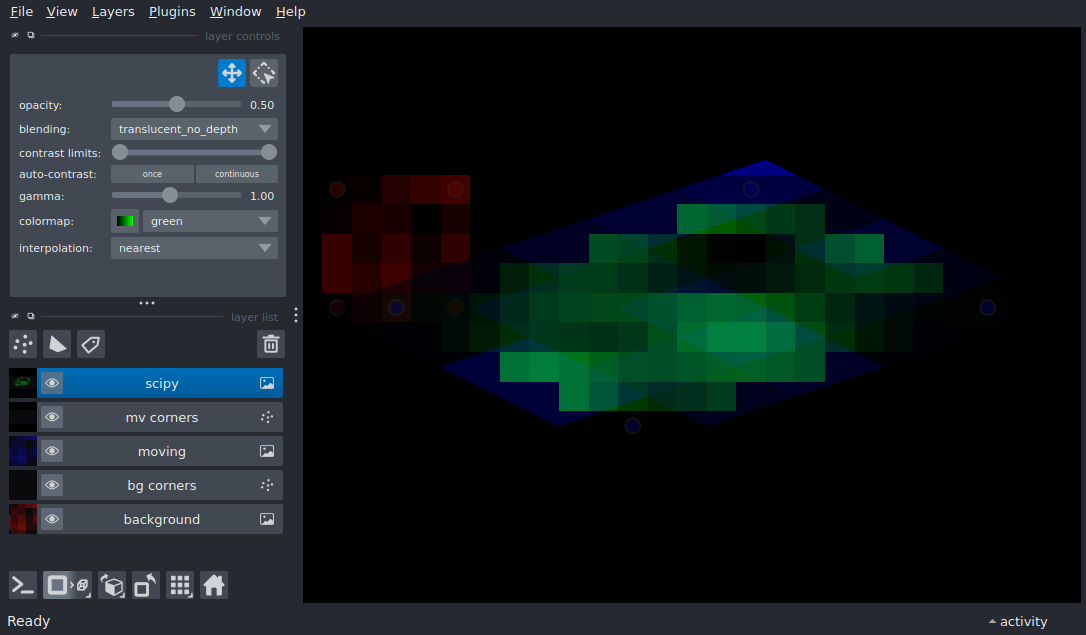 File View Layers Plugins Window Help
layer controls
opacity: 0.50
blending: translucent_no_depth
contrast limits:
auto-contrast: once continuous
gamma: 1.00
colormap: green
interpolation: nearest
layer list
scipy
mv corners
moving
bg corners
background
Ready
activity